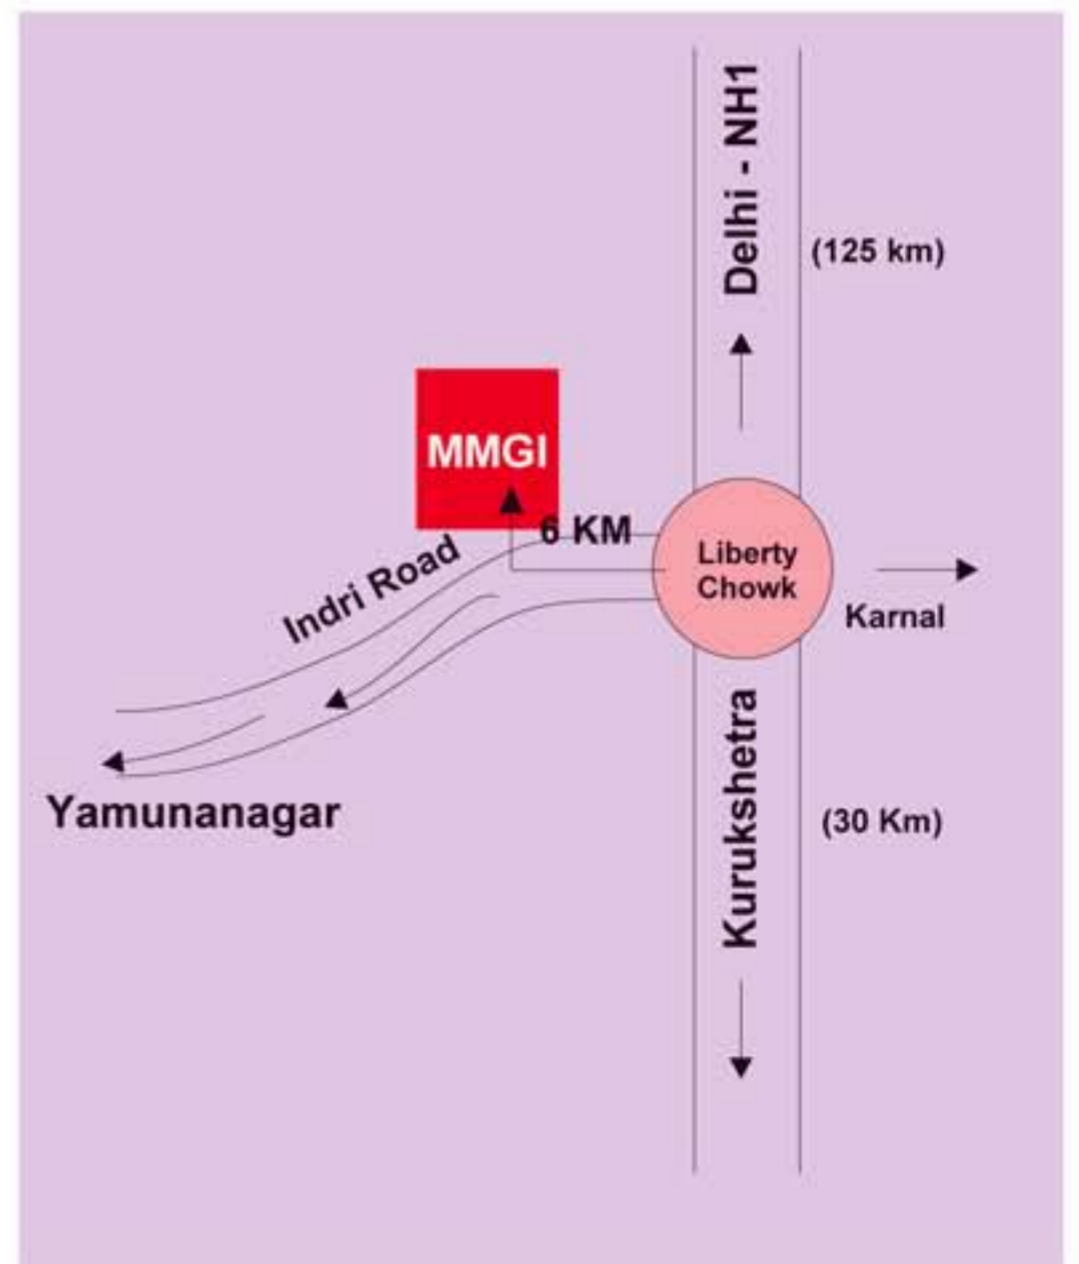 Delhi - NH1
(125 km)
MMGI
6 KM
Indri Road
Liberty
Chowk
Karnal
Yamunanagar
Kurukshetra
(30 Km)